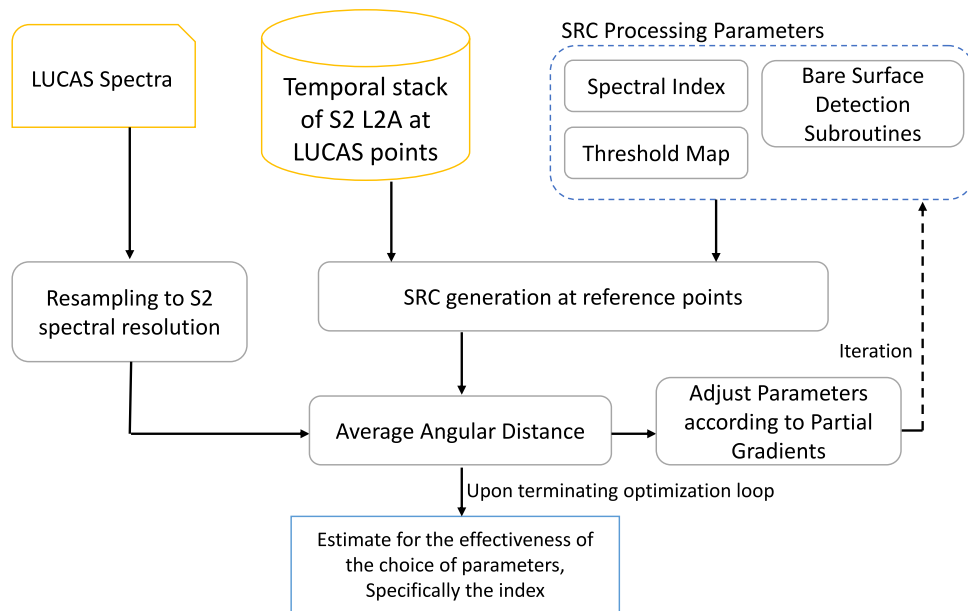 SRC Processing Parameters
LUCAS Spectra
Temporal stack
of S2 L2A at
LUCAS points
Spectral Index
Threshold Map
Bare Surface
Detection
Subroutines
Resampling to S2
spectral resolution
SRC generation at reference points
Iteration
Average Angular Distance
Adjust Parameters
according to Partial
Gradients
Upon terminating optimization loop
Estimate for the effectiveness of
the choice of parameters,
Specifically the index